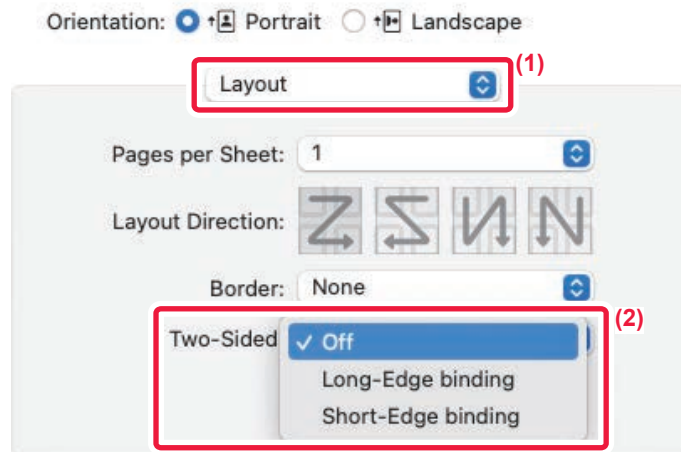 Orientation: Portrait Landscape
(1)
Layout
Pages per Sheet: 1
Layout Direction:
Border: None
(2)
Two-Sided ✓ Off
Long-Edge binding
Short-Edge binding